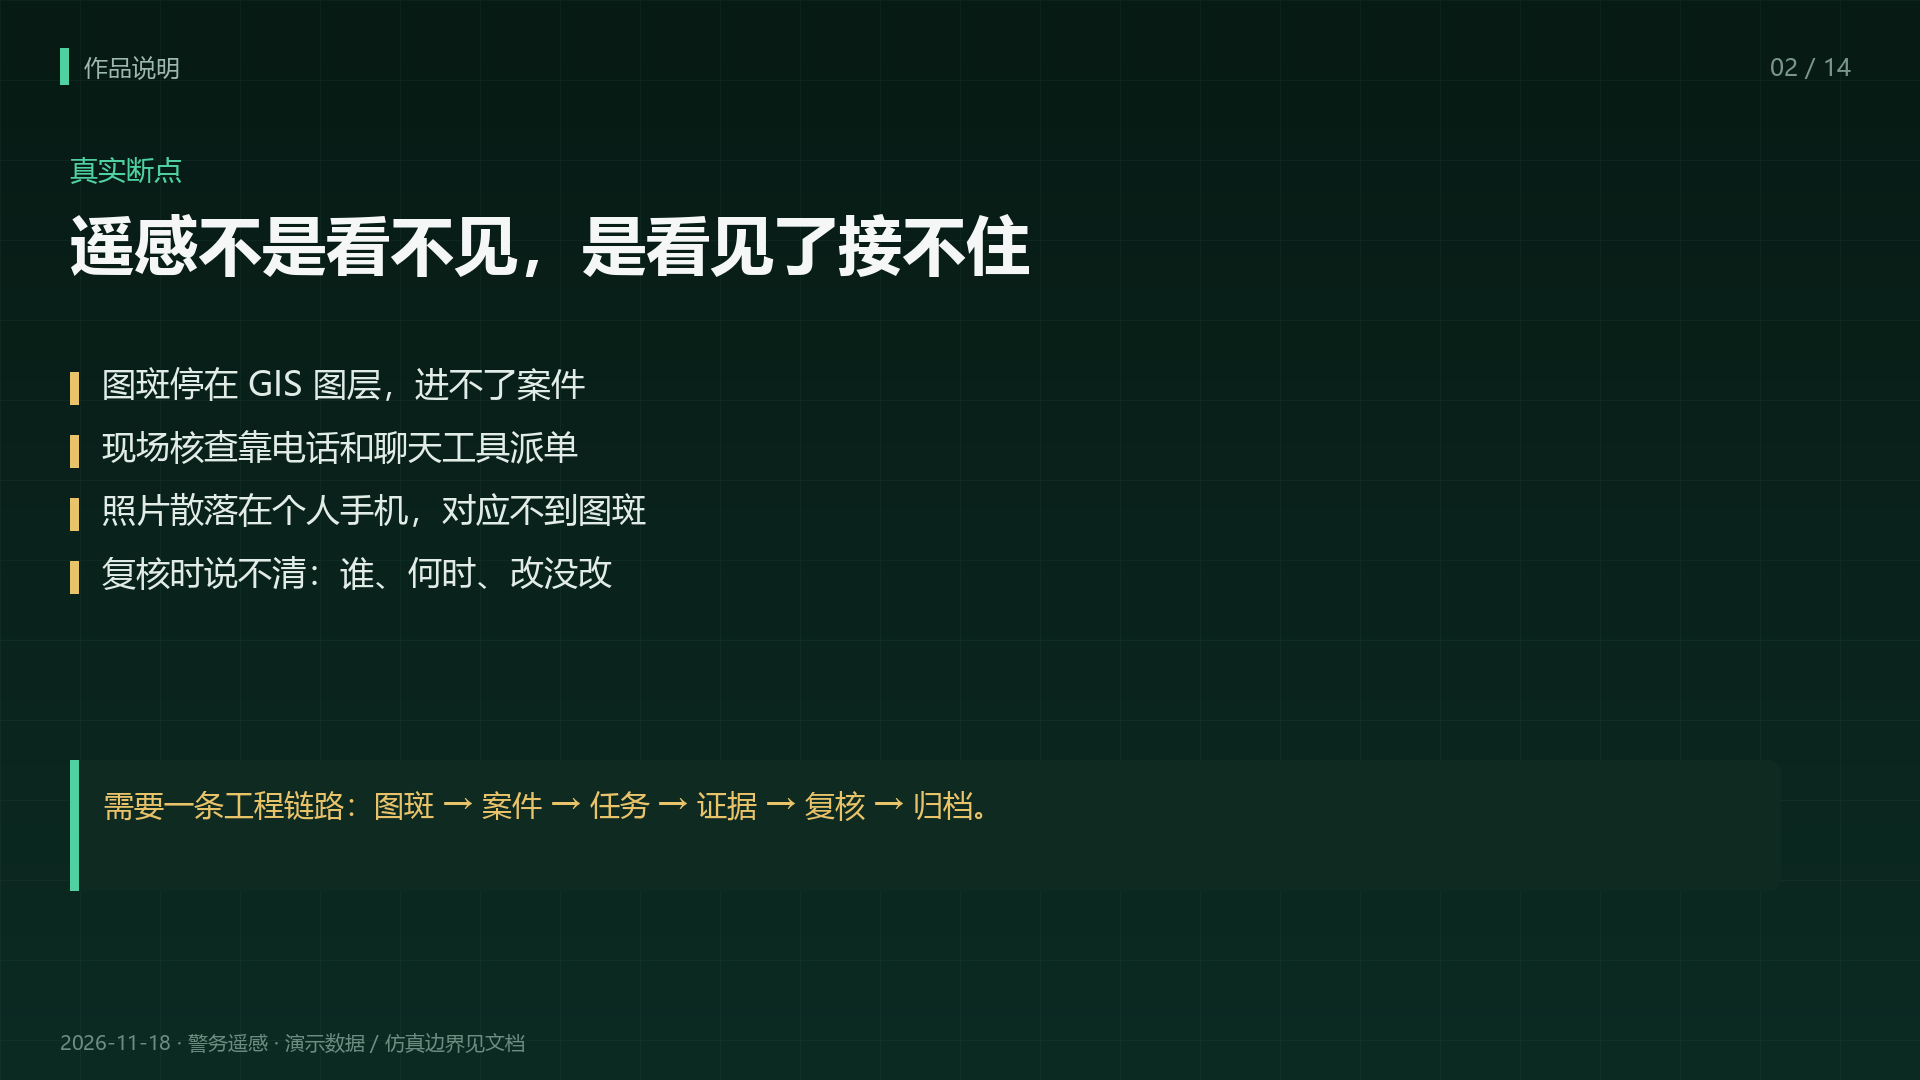 作品说明
02 / 14
真实断点
遥感不是看不见，是看见了接不住
图斑停在 GIS 图层，进不了案件
现场核查靠电话和聊天工具派单
照片散落在个人手机，对应不到图斑
复核时说不清：谁、何时、改没改
需要一条工程链路：图斑 → 案件 → 任务 → 证据 → 复核 → 归档。
2026-11-18 · 警务遥感 · 演示数据 / 仿真边界见文档